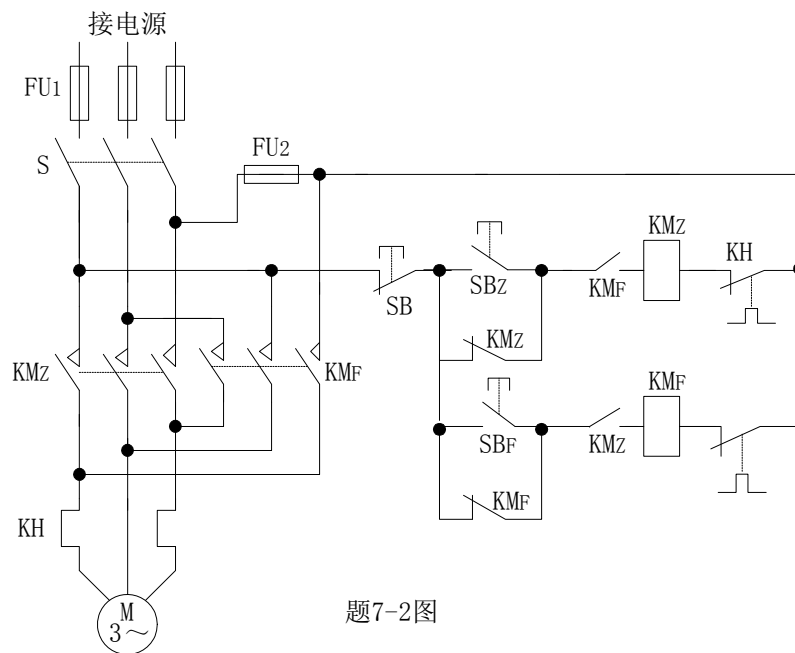 接电源
FU1
S
FU2
KMZ
KH
SB
SBZ
KMF
KMZ
KMZ
KMF
KMF
SBF
KMZ
KMF
KH
M
3～
题7-2图